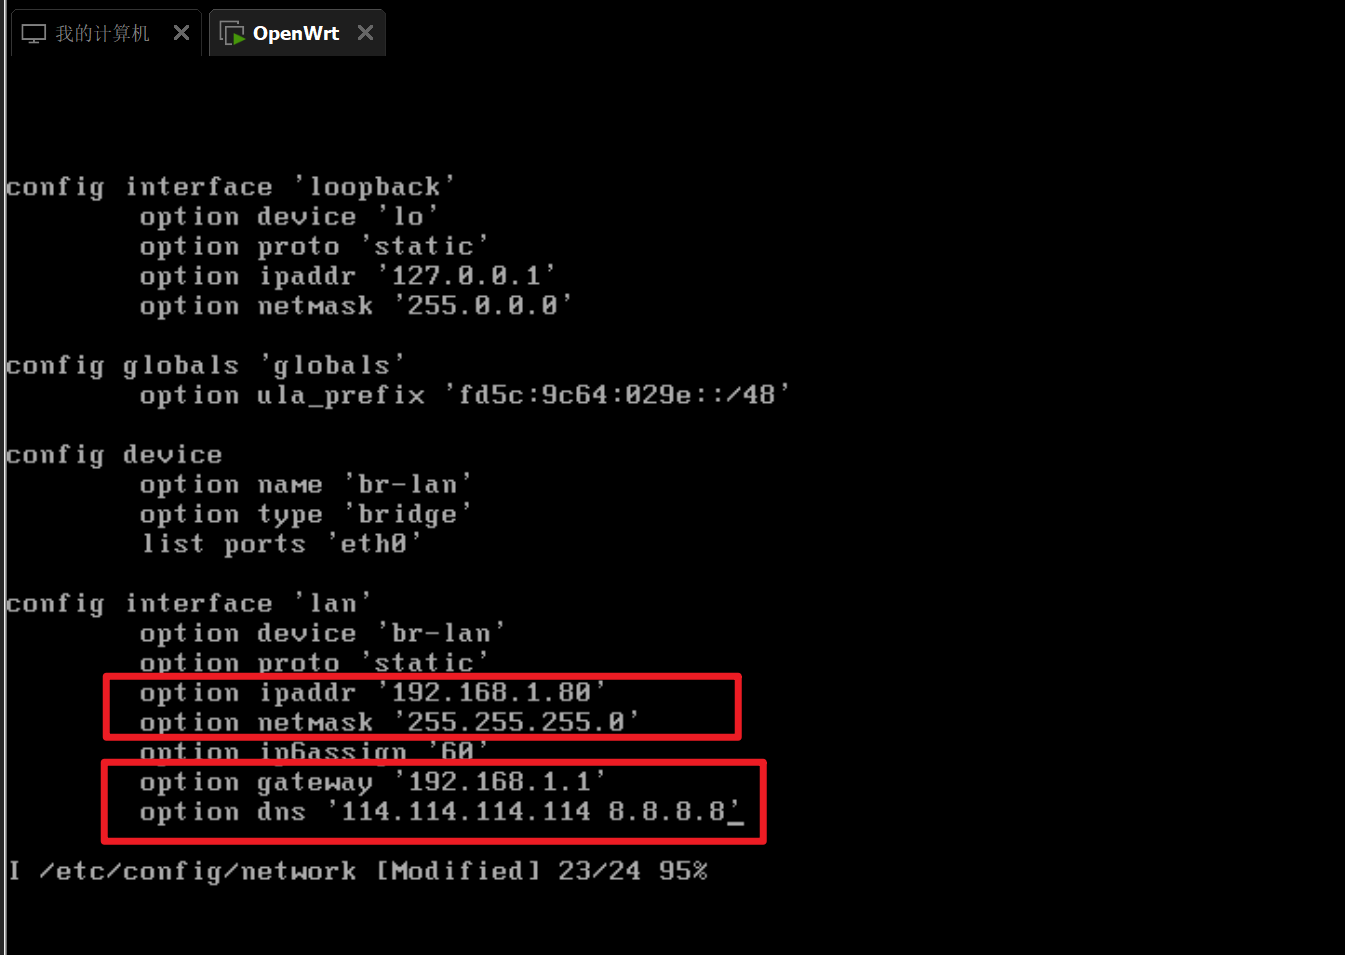 我的计算机
OpenWrt
config interface 'loopback'
option device 'lo'
option proto 'static'
option ipaddr '127.0.0.1'
option netmask '255.0.0.0'
config globals 'globals'
option ula_prefix 'fd5c:9c64:029e::/48'
config device
option name 'br-lan'
option type 'bridge'
list ports 'eth0'
config interface 'lan'
option device 'br-lan'
option proto 'static'
option ipaddr '192.168.1.80'
option netmask '255.255.255.0'
option ip6assign '60'
option gateway '192.168.1.1'
option dns '114.114.114.114 8.8.8.8'_
I /etc/config/network [Modified] 23/24 95%